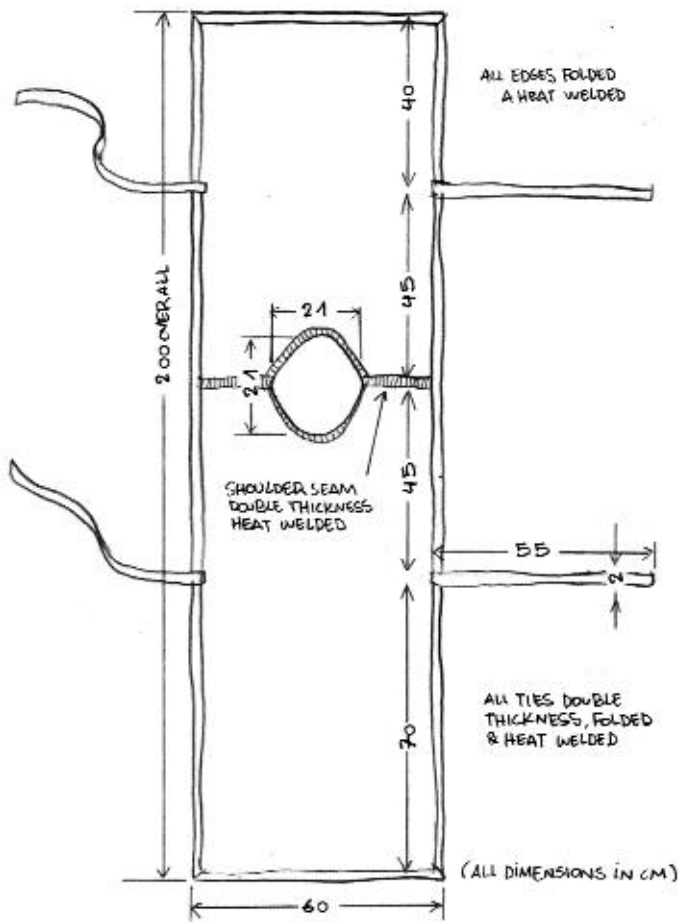 ALL EDGES FOLDED
A HEAT WELDED
40
200 OVERALL
45
21
21
SHOULDER SEAM
DOUBLE THICKNESS
HEAT WELDED
45
55
2
ALL TIES DOUBLE
THICKNESS, FOLDED
& HEAT WELDED
70
(ALL DIMENSIONS IN CM)
60